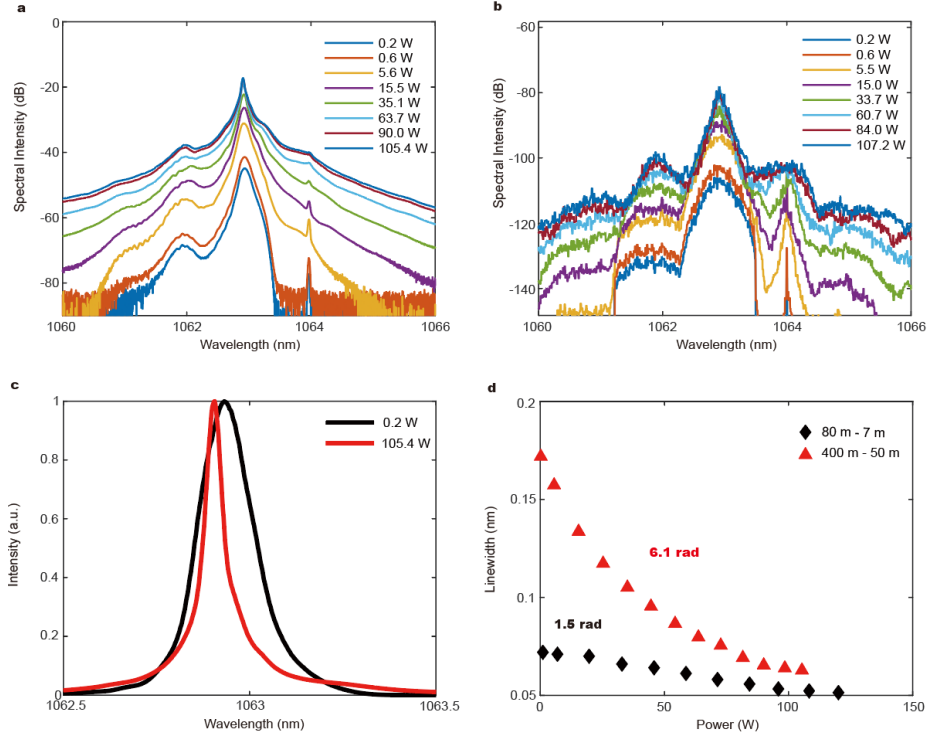 a
0
-20
-40
-60
-80
Spectral Intensity (dB)
1060
1062
1064
1066
Wavelength (nm)
0.2 W
0.6 W
5.6 W
15.5 W
35.1 W
63.7 W
90.0 W
105.4 W
b
-60
-80
-100
-120
-140
Spectral Intensity (dB)
1060
1062
1064
1066
Wavelength (nm)
0.2 W
0.6 W
5.5 W
15.0 W
33.7 W
60.7 W
84.0 W
107.2 W
c
1
0.8
0.6
0.4
0.2
0
Intensity (a.u.)
1062.5
1063
1063.5
Wavelength (nm)
0.2 W
105.4 W
d
0.2
0.15
0.1
0.05
Linewidth (nm)
0
50
100
150
Power (W)
80 m - 7 m
400 m - 50 m
6.1 rad
1.5 rad